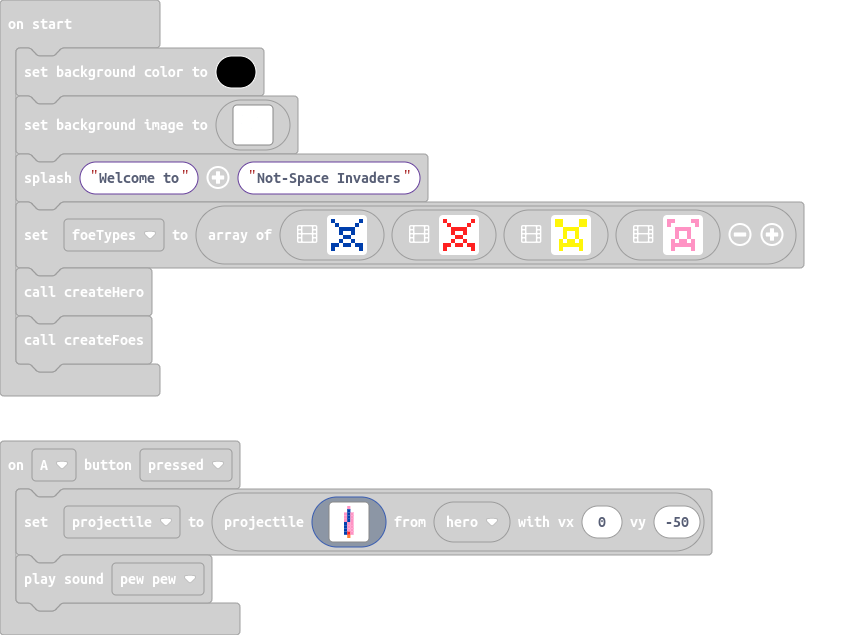 on start
set background color to
set background image to
splash "Welcome to" "Not-Space Invaders"
set foeTypes to array of
call createHero
call createFoes
on A button pressed
set projectile to projectile from hero with vx 0 vy -50
play sound pew pew